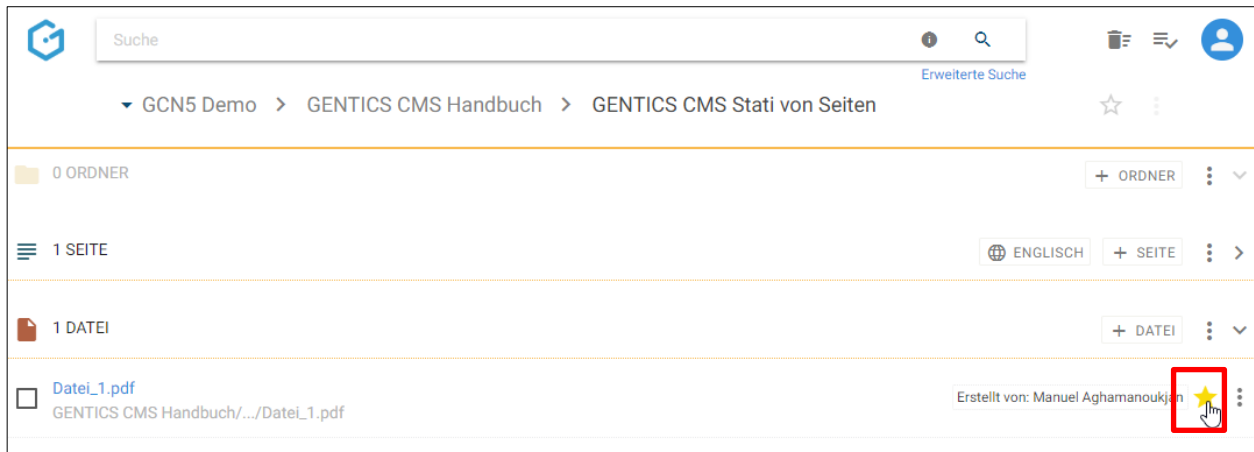 Suche
Erweiterte Suche
GCN5 Demo > GENTICS CMS Handbuch > GENTICS CMS Stati von Seiten
0 ORDNER + ORDNER
1 SEITE ENGLISCH + SEITE
1 DATEI + DATEI
Datei_1.pdf
Erstellt von: Manuel Aghamanoukjan
GENTICS CMS Handbuch/.../Datei_1.pdf